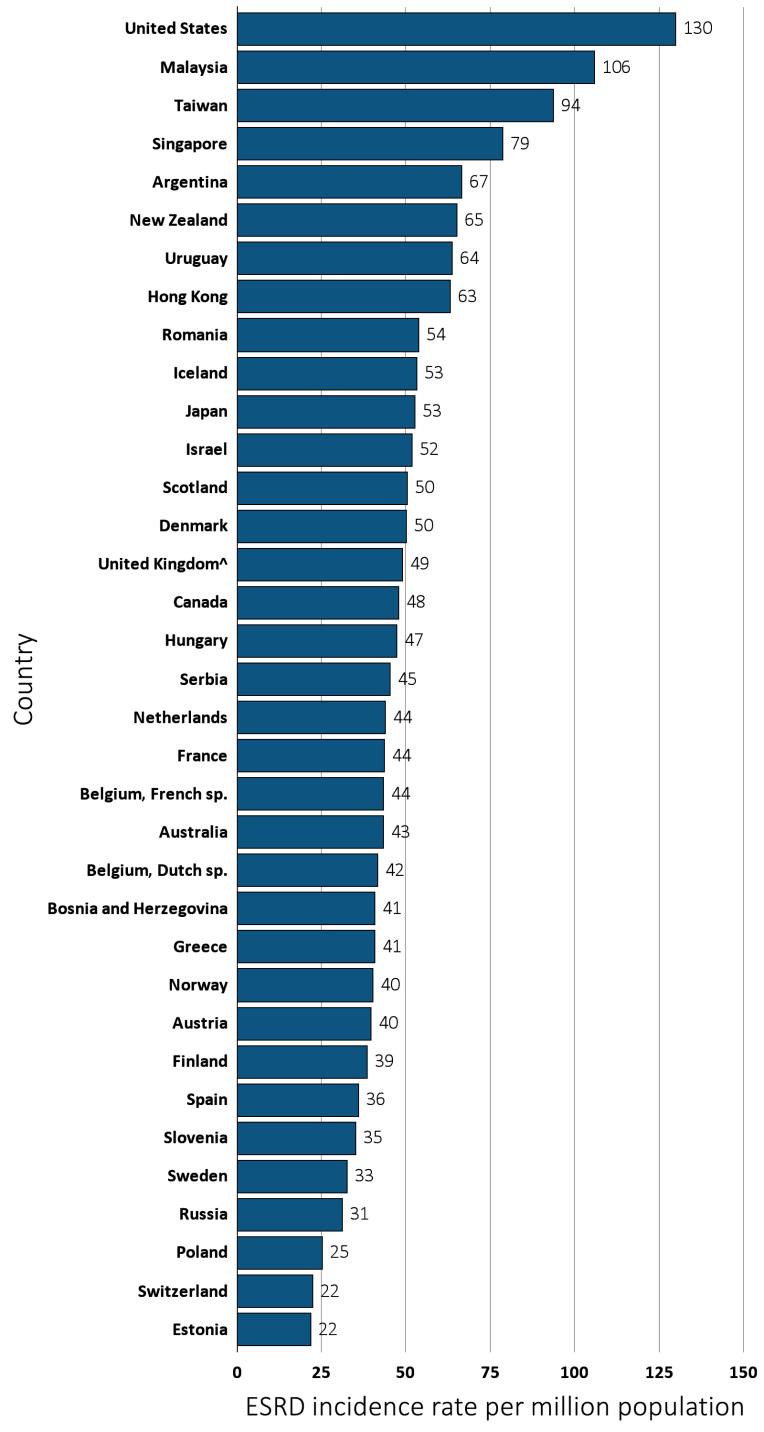 United States 130
Malaysia 106
Taiwan 94
Singapore 79
Argentina 67
New Zealand 65
Uruguay 64
Hong Kong 63
Romania 54
Iceland 53
Japan 53
Israel 52
Scotland 50
Denmark 50
United Kingdom^ 49
Canada 48
Hungary 47
Serbia 45
Netherlands 44
France 44
Belgium, French sp. 44
Australia 43
Belgium, Dutch sp. 42
Bosnia and Herzegovina 41
Greece 41
Norway 40
Austria 40
Finland 39
Spain 36
Slovenia 35
Sweden 33
Russia 31
Poland 25
Switzerland 22
Estonia 22
Country
0 25 50 75 100 125 150
ESRD incidence rate per million population